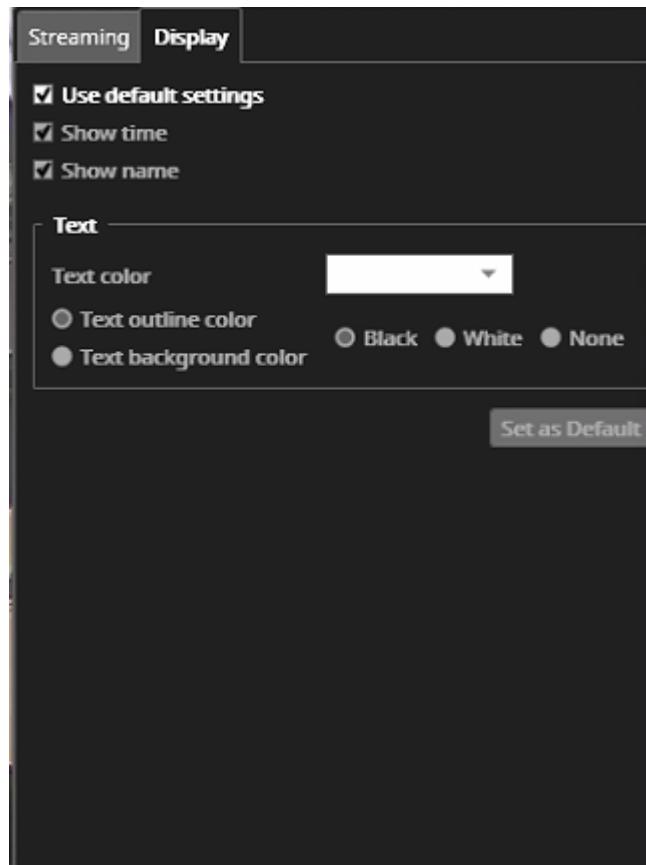 Streaming Display
Use default settings
Show time
Show name
Text
Text color
Text outline color
Black White None
Text background color
Set as Default